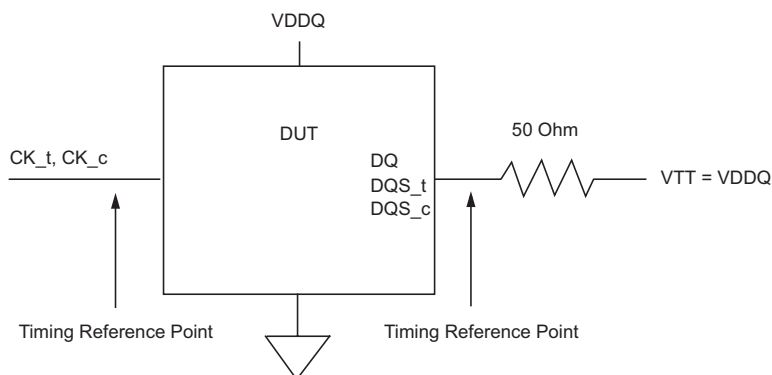 VDDQ
DUT
50 Ohm
CK_t, CK_c
DQ
DQS_t
DQS_c
VTT = VDDQ
Timing Reference Point
Timing Reference Point